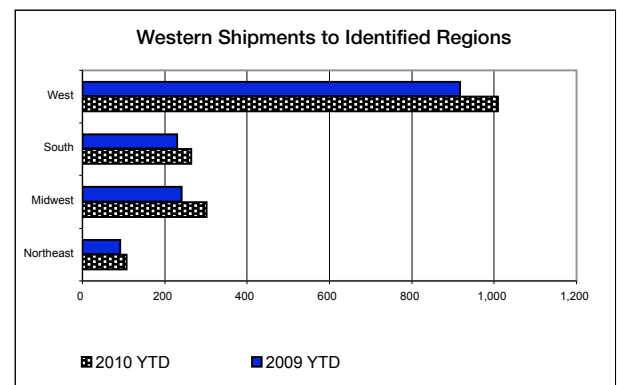 Western Shipments to Identified Regions
West
South
Midwest
Northeast
0 200 400 600 800 1,000 1,200
2010 YTD 2009 YTD